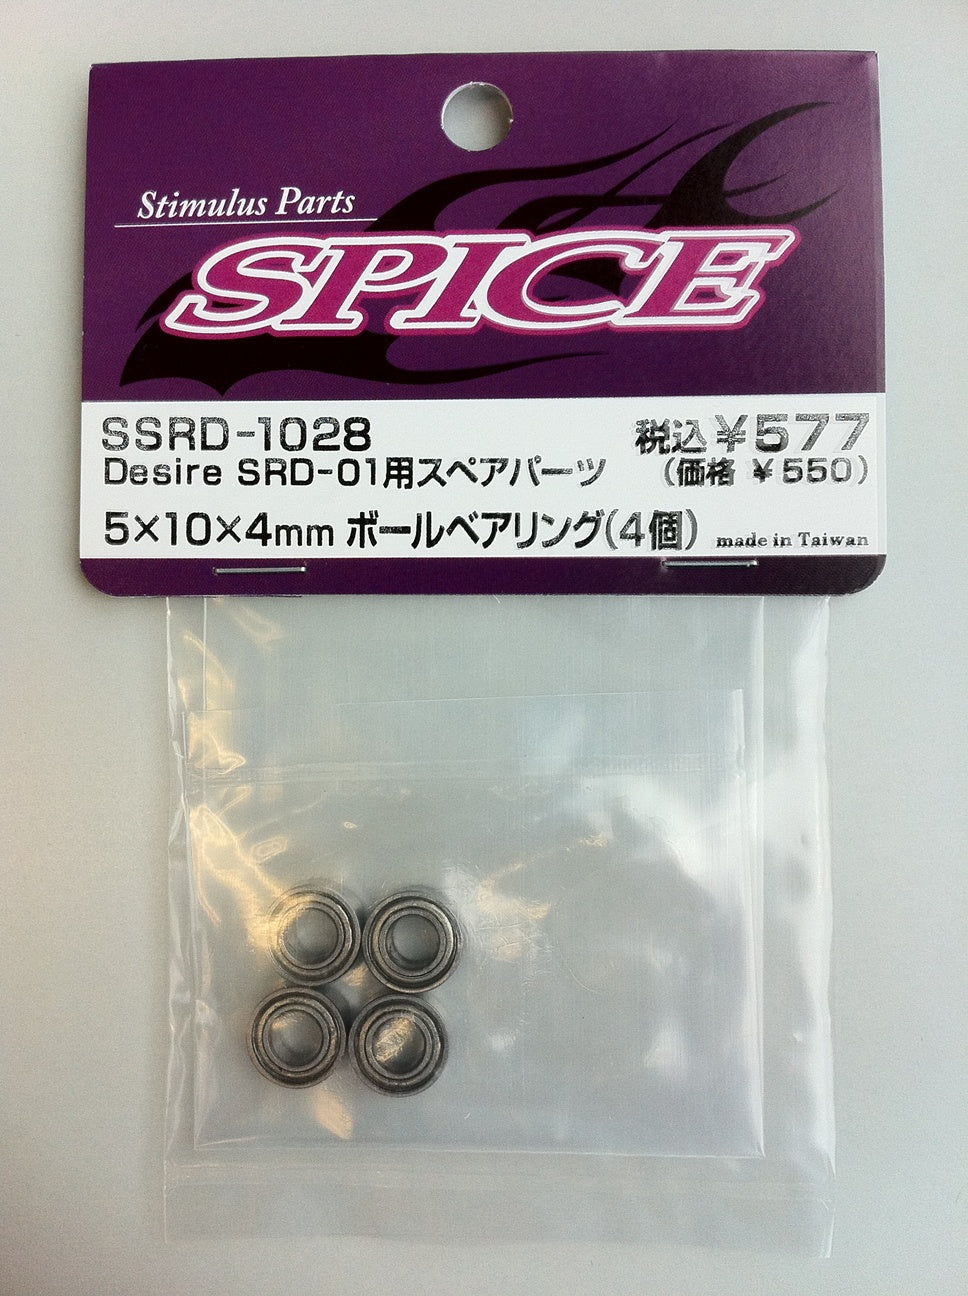 Stimulus Parts
SPICE
SSRD-1028 税込¥577
Desire SRD-01用スペアパーツ (価格 ¥550)
5×10×4mm ボールベアリング(4個) made in Taiwan